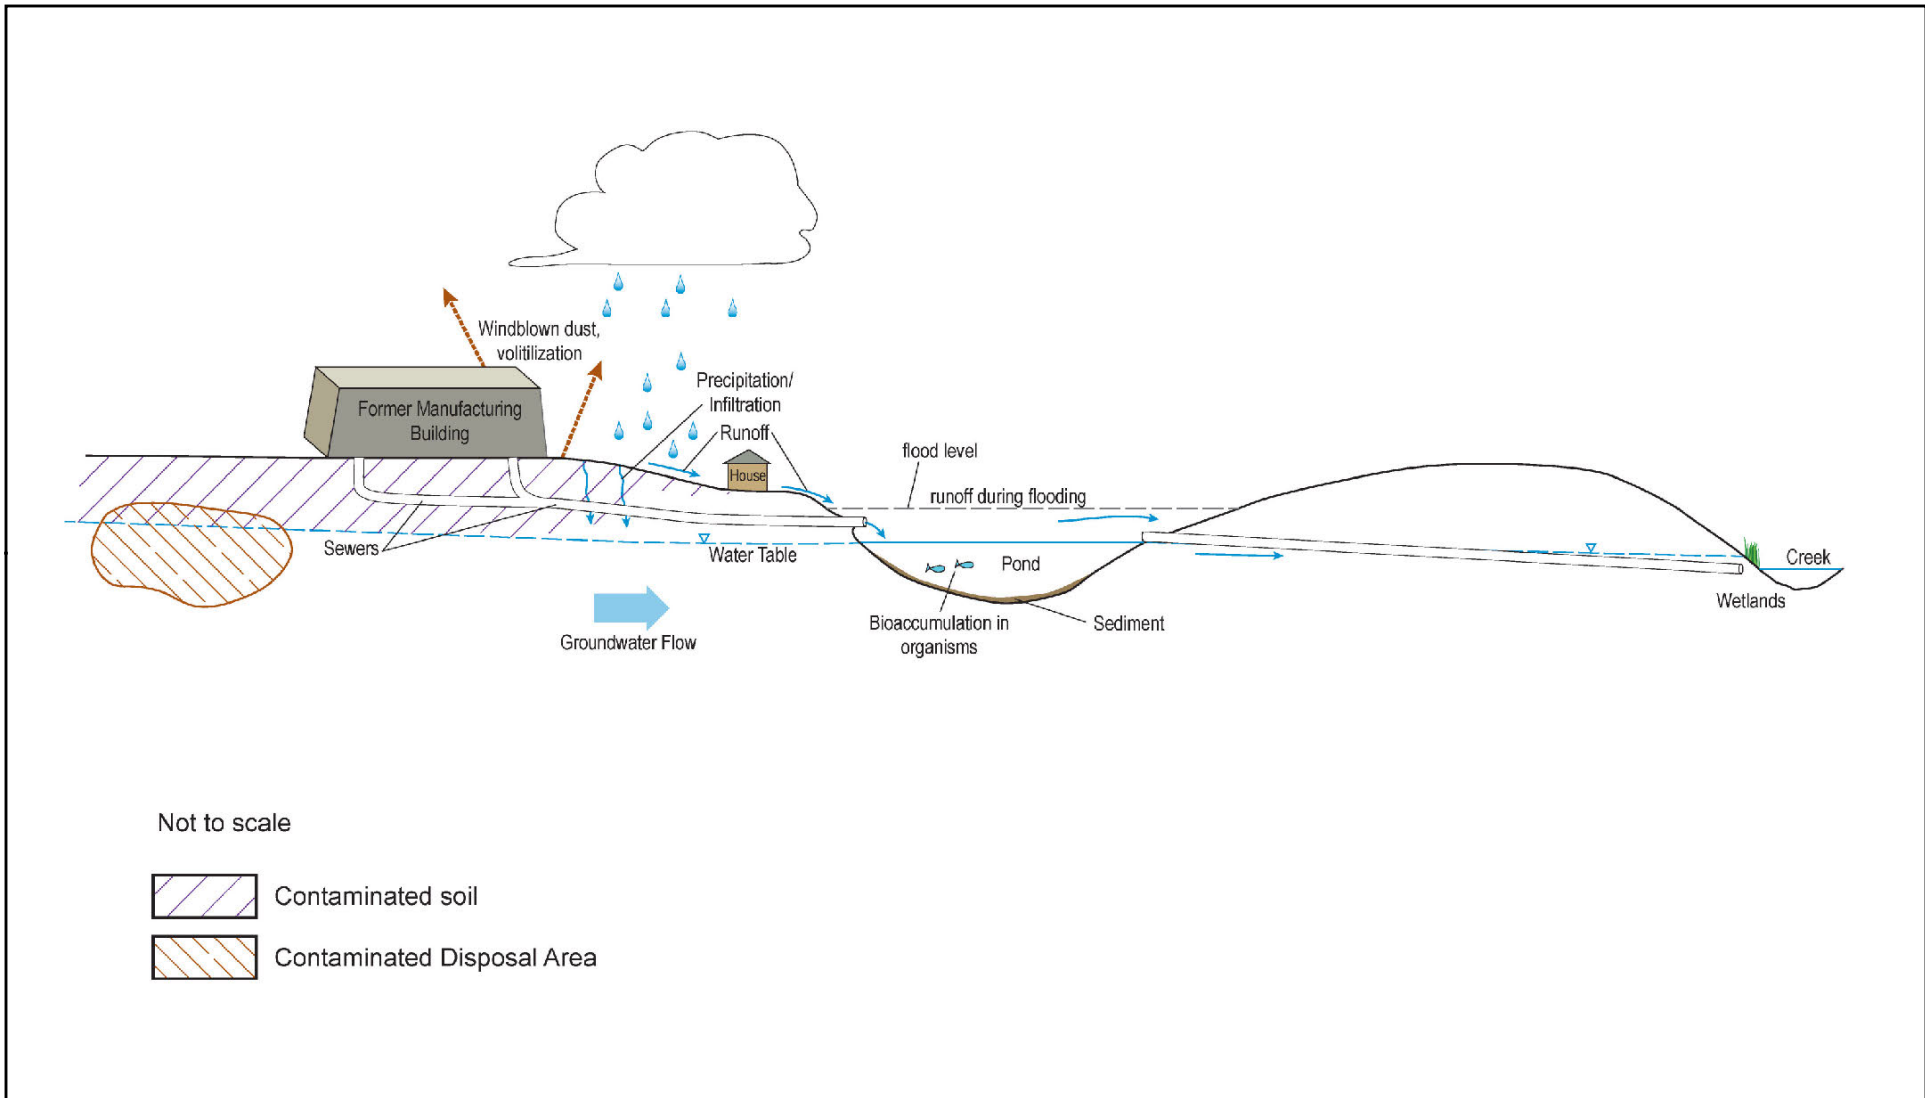 Windblown dust,
volitilization
Former Manufacturing
Building
Precipitation/
Infiltration
Runoff
House
flood level
runoff during flooding
Sewers
Water Table
Pond
Creek
Wetlands
Bioaccumulation in
organisms
Sediment
Groundwater Flow
Not to scale
Contaminated soil
Contaminated Disposal Area